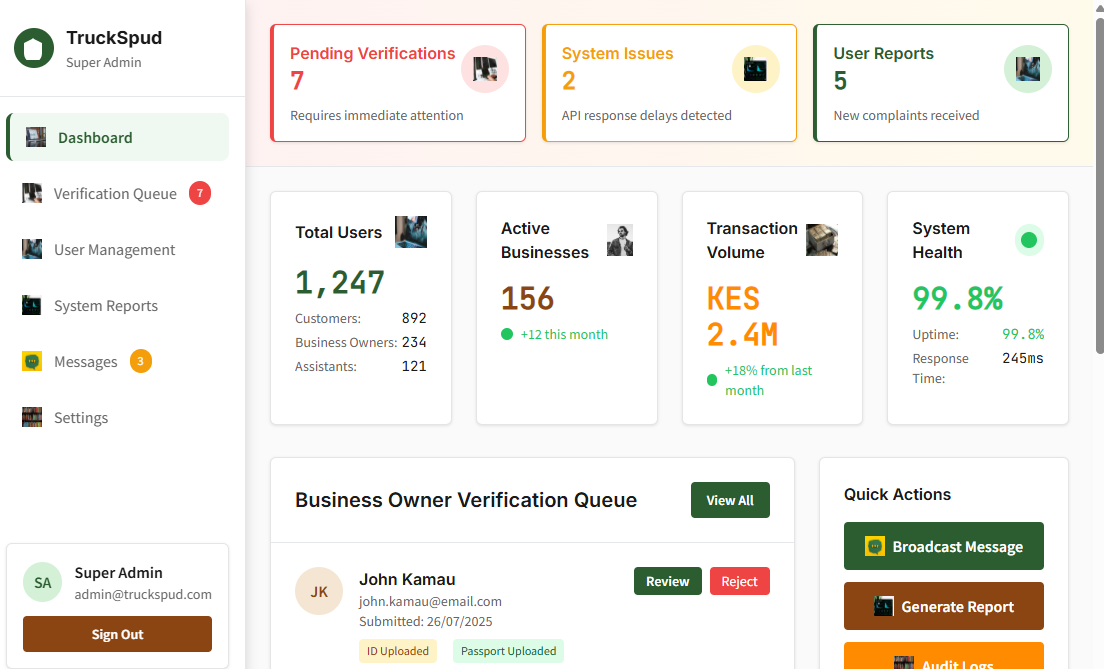 TruckSpud
Super Admin
Dashboard
Verification Queue 7
User Management
System Reports
Messages 3
Settings
SA
Super Admin
admin@truckspud.com
Sign Out
Pending Verifications
7
Requires immediate attention
System Issues
2
API response delays detected
User Reports
5
New complaints received
Total Users
1,247
Customers: 892
Business Owners: 234
Assistants: 121
Active
Businesses
156
+12 this month
Transaction
Volume
KES
2.4M
+18% from last
month
System
Health
99.8%
Uptime: 99.8%
Response 245ms
Time:
Business Owner Verification Queue
View All
JK
John Kamau
john.kamau@email.com
Submitted: 26/07/2025
ID Uploaded Passport Uploaded
Review Reject
Quick Actions
Broadcast Message
Generate Report
Audit Logs